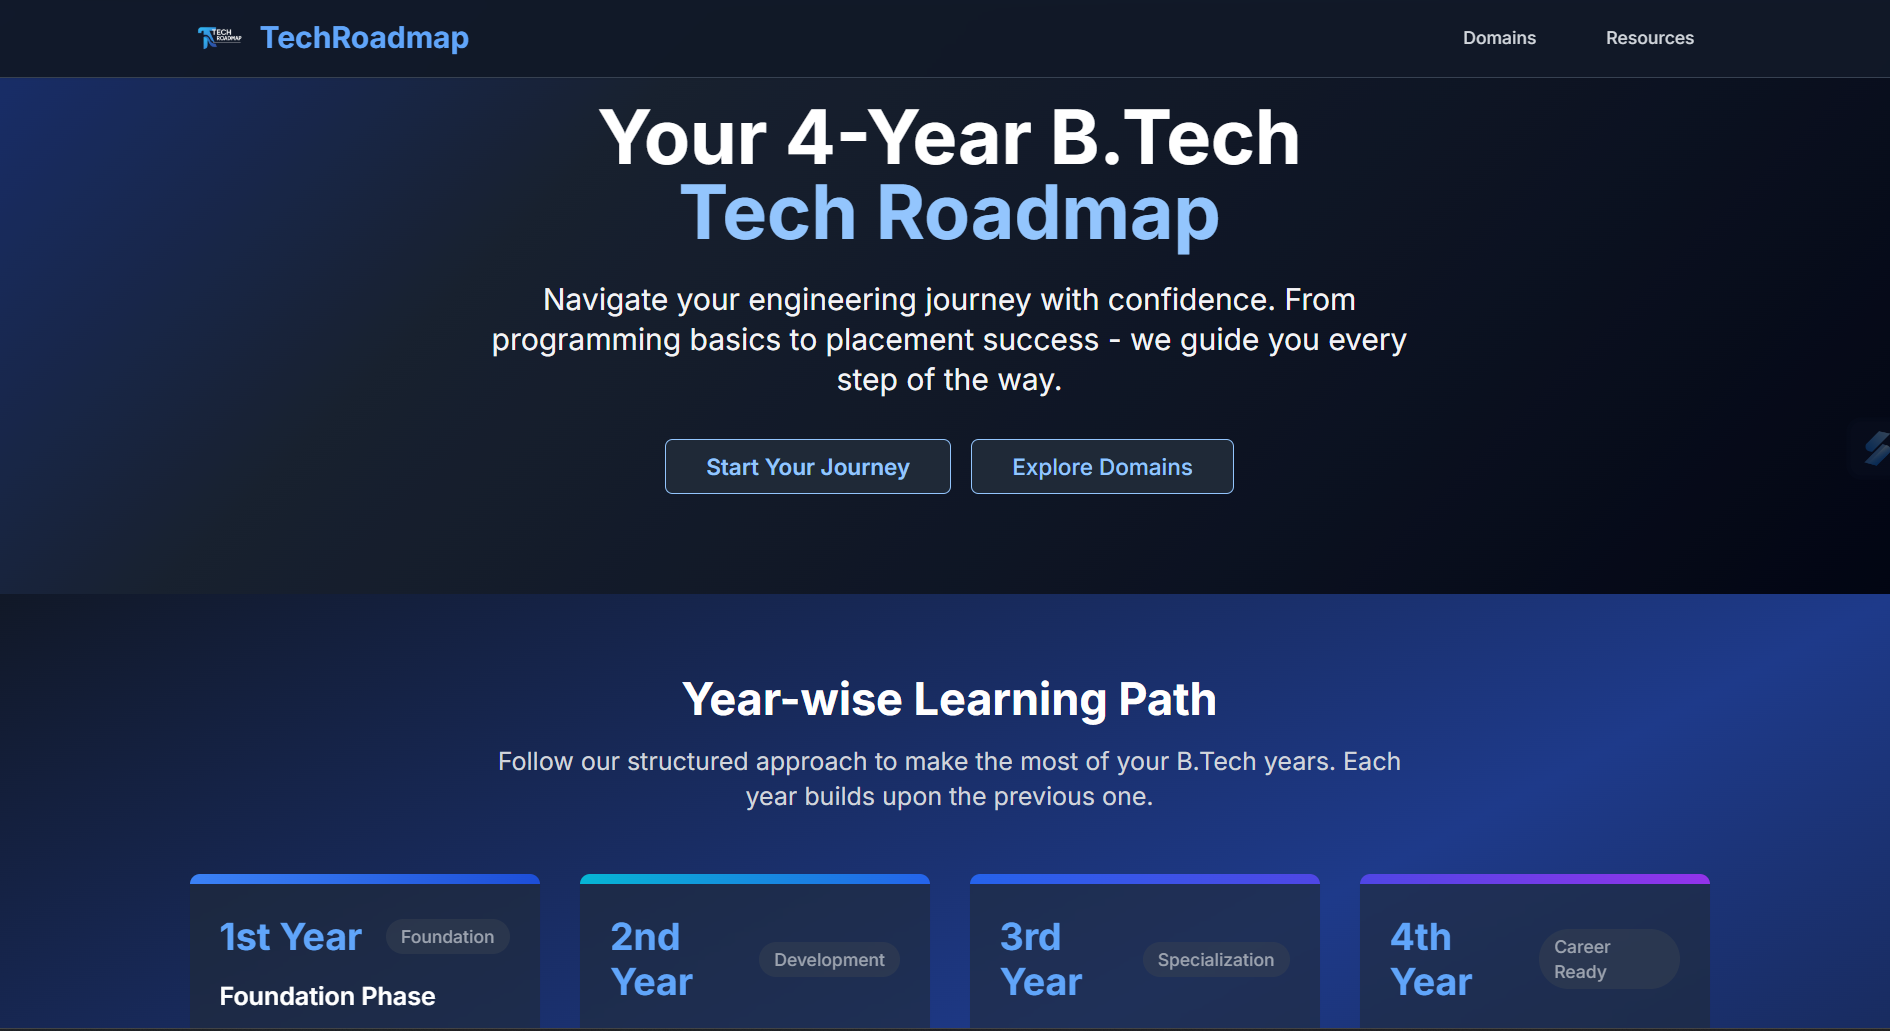 TECH
ROADMAP
TechRoadmap
Domains
Resources
Your 4-Year B.Tech
Tech Roadmap
Navigate your engineering journey with confidence. From
programming basics to placement success - we guide you every
step of the way.
Start Your Journey
Explore Domains
Year-wise Learning Path
Follow our structured approach to make the most of your B.Tech years. Each
year builds upon the previous one.
1st Year
Foundation
Foundation Phase
2nd
Year
Development
3rd
Year
Specialization
4th
Year
Career
Ready